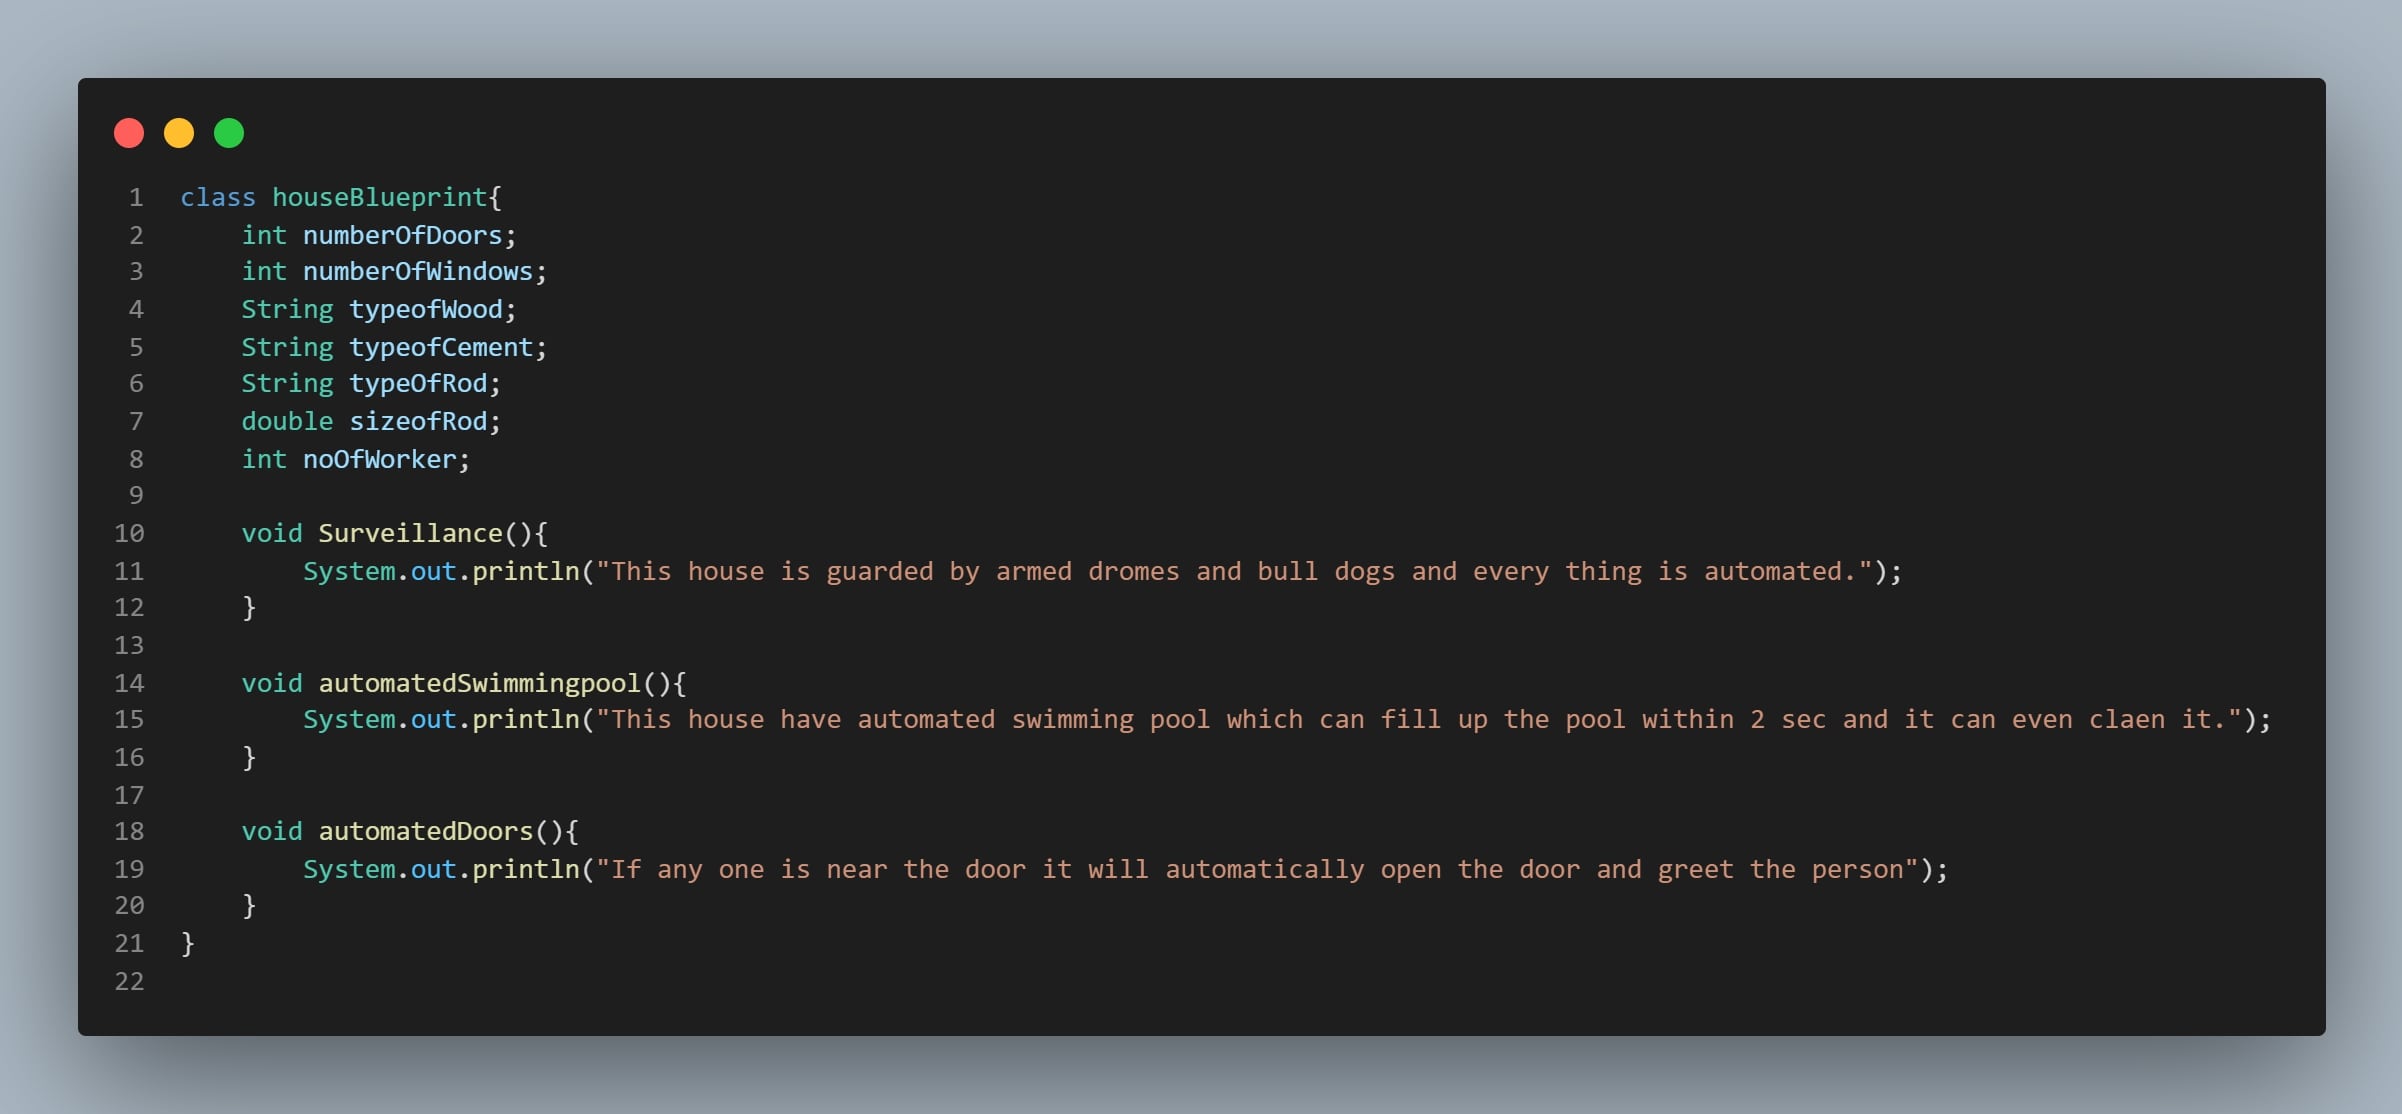 1 class houseBlueprint{
2     int numberOfDoors;
3     int numberOfWindows;
4     String typeofWood;
5     String typeofCement;
6     String typeOfRod;
7     double sizeofRod;
8     int noOfWorker;
9
10     void Surveillance(){
11         System.out.println("This house is guarded by armed dromes and bull dogs and every thing is automated.");
12     }
13
14     void automatedSwimmingpool(){
15         System.out.println("This house have automated swimming pool which can fill up the pool within 2 sec and it can even claen it.");
16     }
17
18     void automatedDoors(){
19         System.out.println("If any one is near the door it will automatically open the door and greet the person");
20     }
21 }
22